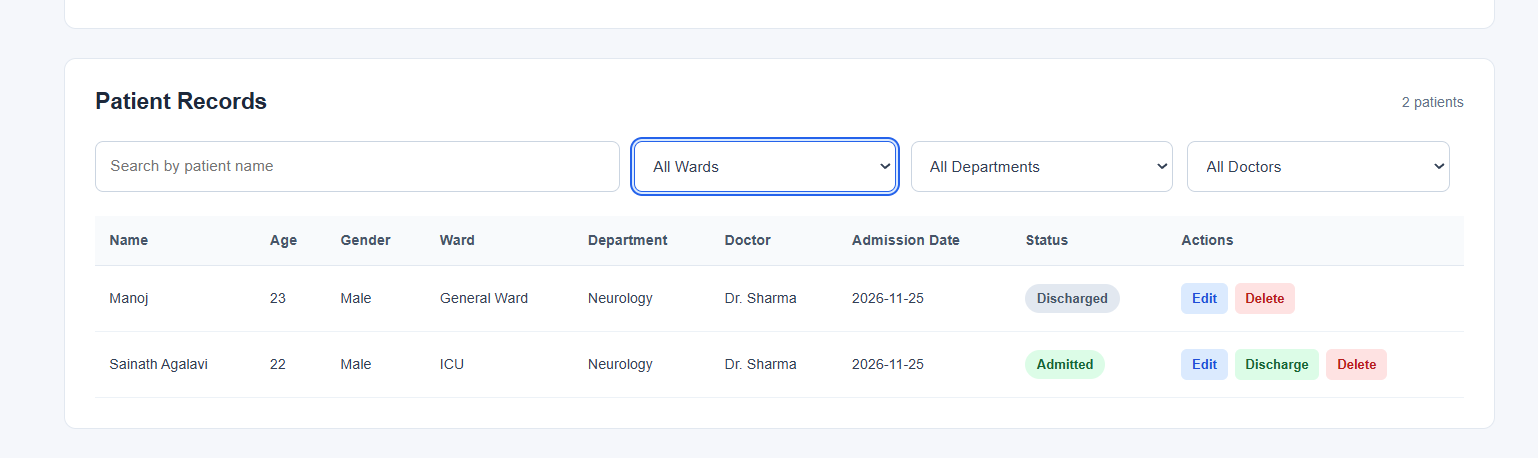 Patient Records
2 patients
Search by patient name
All Wards
All Departments
All Doctors
Name Age Gender Ward Department Doctor Admission Date Status Actions
Manoj 23 Male General Ward Neurology Dr. Sharma 2026-11-25 Discharged Edit Delete
Sainath Agalavi 22 Male ICU Neurology Dr. Sharma 2026-11-25 Admitted Edit Discharge Delete